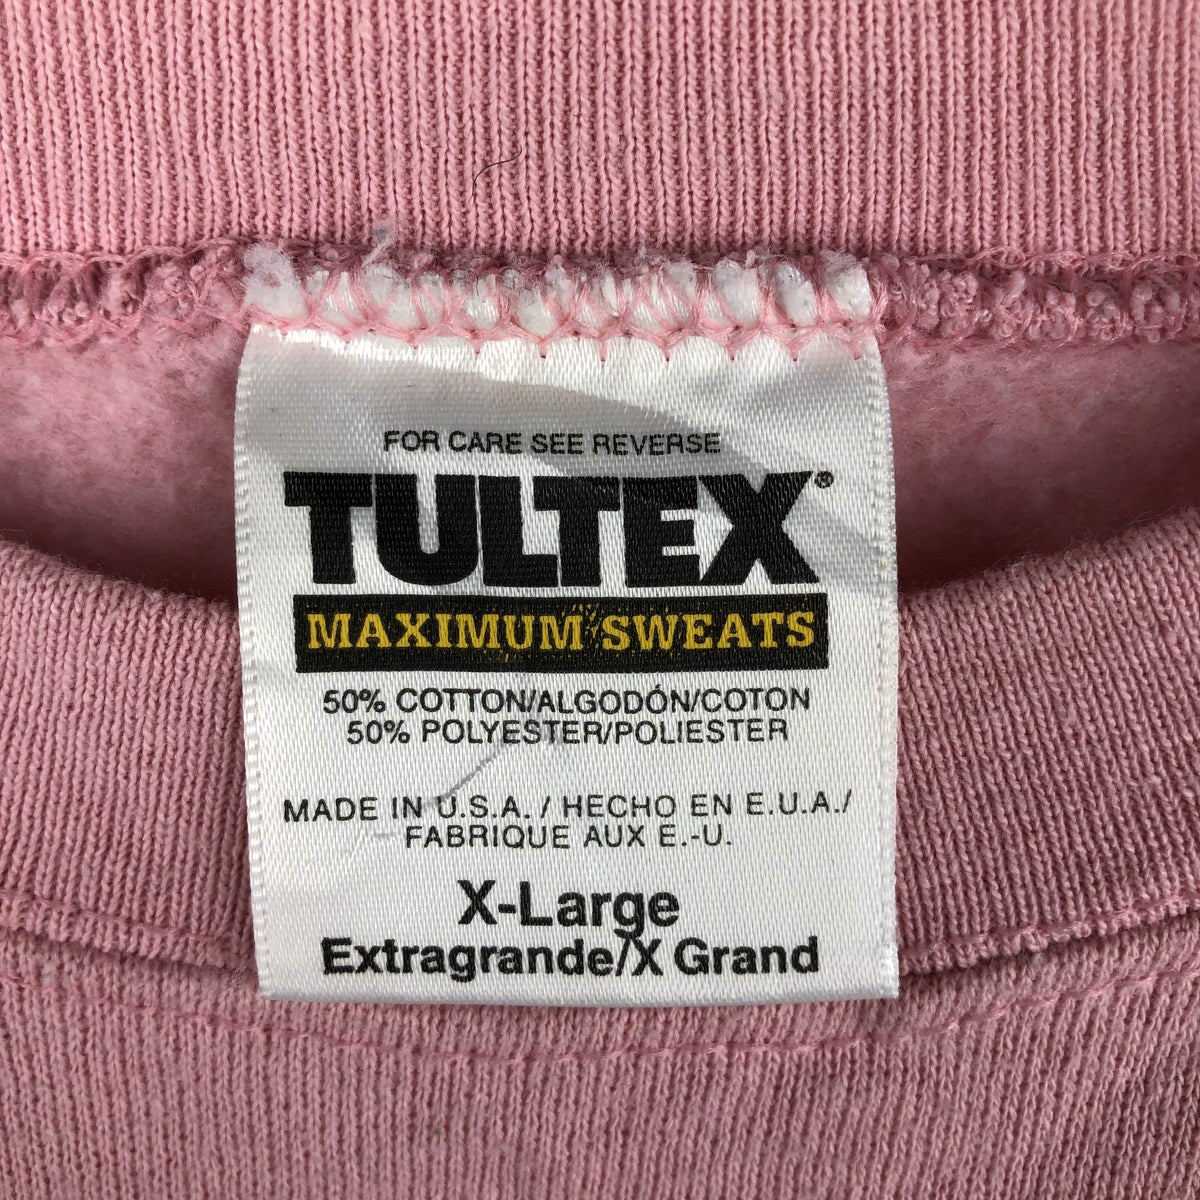 FOR CARE SEE REVERSE
TULTEX®
MAXIMUM SWEATS
50% COTTON/ALGODÓN/COTON
50% POLYESTER/POLIESTER
MADE IN U.S.A. / HECHO EN E.U.A./
FABRIQUE AUX E.-U.
X-Large
Extragrande/X Grand